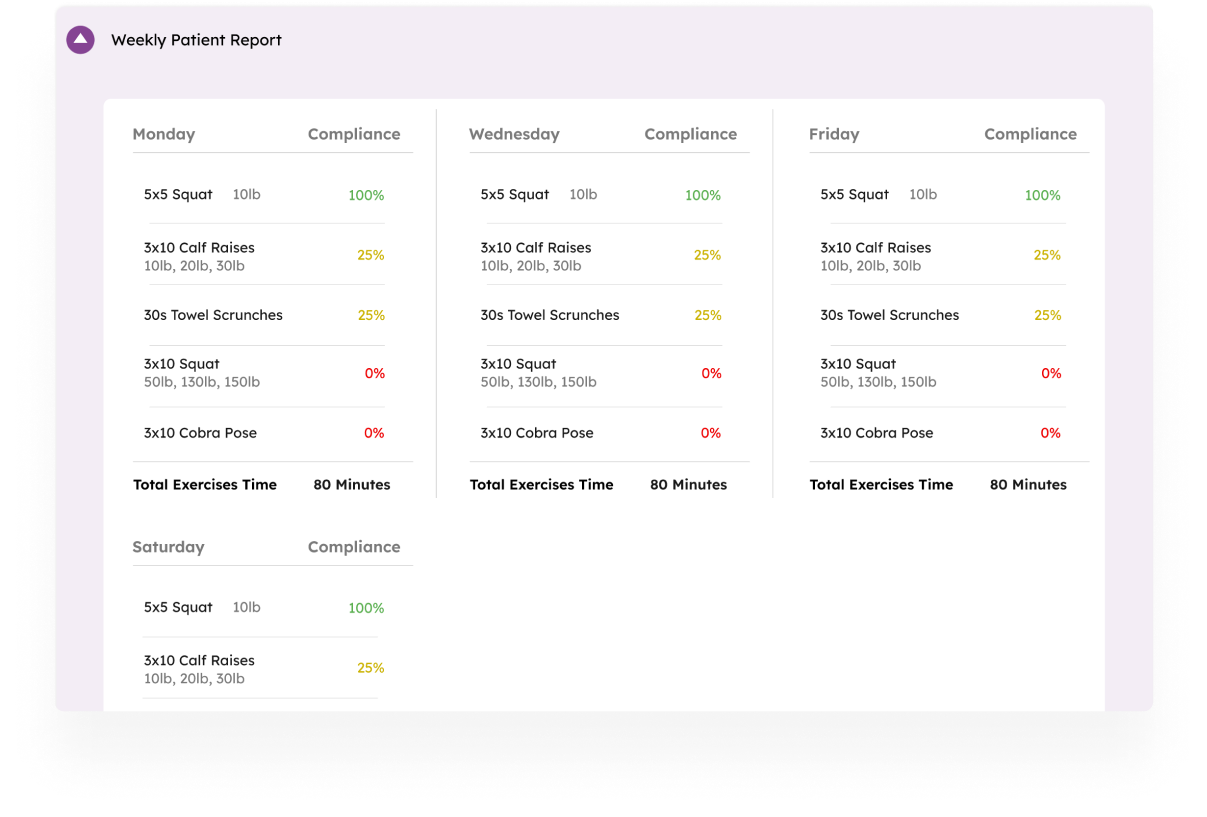 Weekly Patient Report
Monday Compliance
5x5 Squat 10lb 100%
3x10 Calf Raises
10lb, 20lb, 30lb
25%
30s Towel Scrunches 25%
3x10 Squat
50lb, 130lb, 150lb
0%
3x10 Cobra Pose 0%
Total Exercises Time 80 Minutes
Wednesday Compliance
5x5 Squat 10lb 100%
3x10 Calf Raises
10lb, 20lb, 30lb
25%
30s Towel Scrunches 25%
3x10 Squat
50lb, 130lb, 150lb
0%
3x10 Cobra Pose 0%
Total Exercises Time 80 Minutes
Friday Compliance
5x5 Squat 10lb 100%
3x10 Calf Raises
10lb, 20lb, 30lb
25%
30s Towel Scrunches 25%
3x10 Squat
50lb, 130lb, 150lb
0%
3x10 Cobra Pose 0%
Total Exercises Time 80 Minutes
Saturday Compliance
5x5 Squat 10lb 100%
3x10 Calf Raises
10lb, 20lb, 30lb
25%